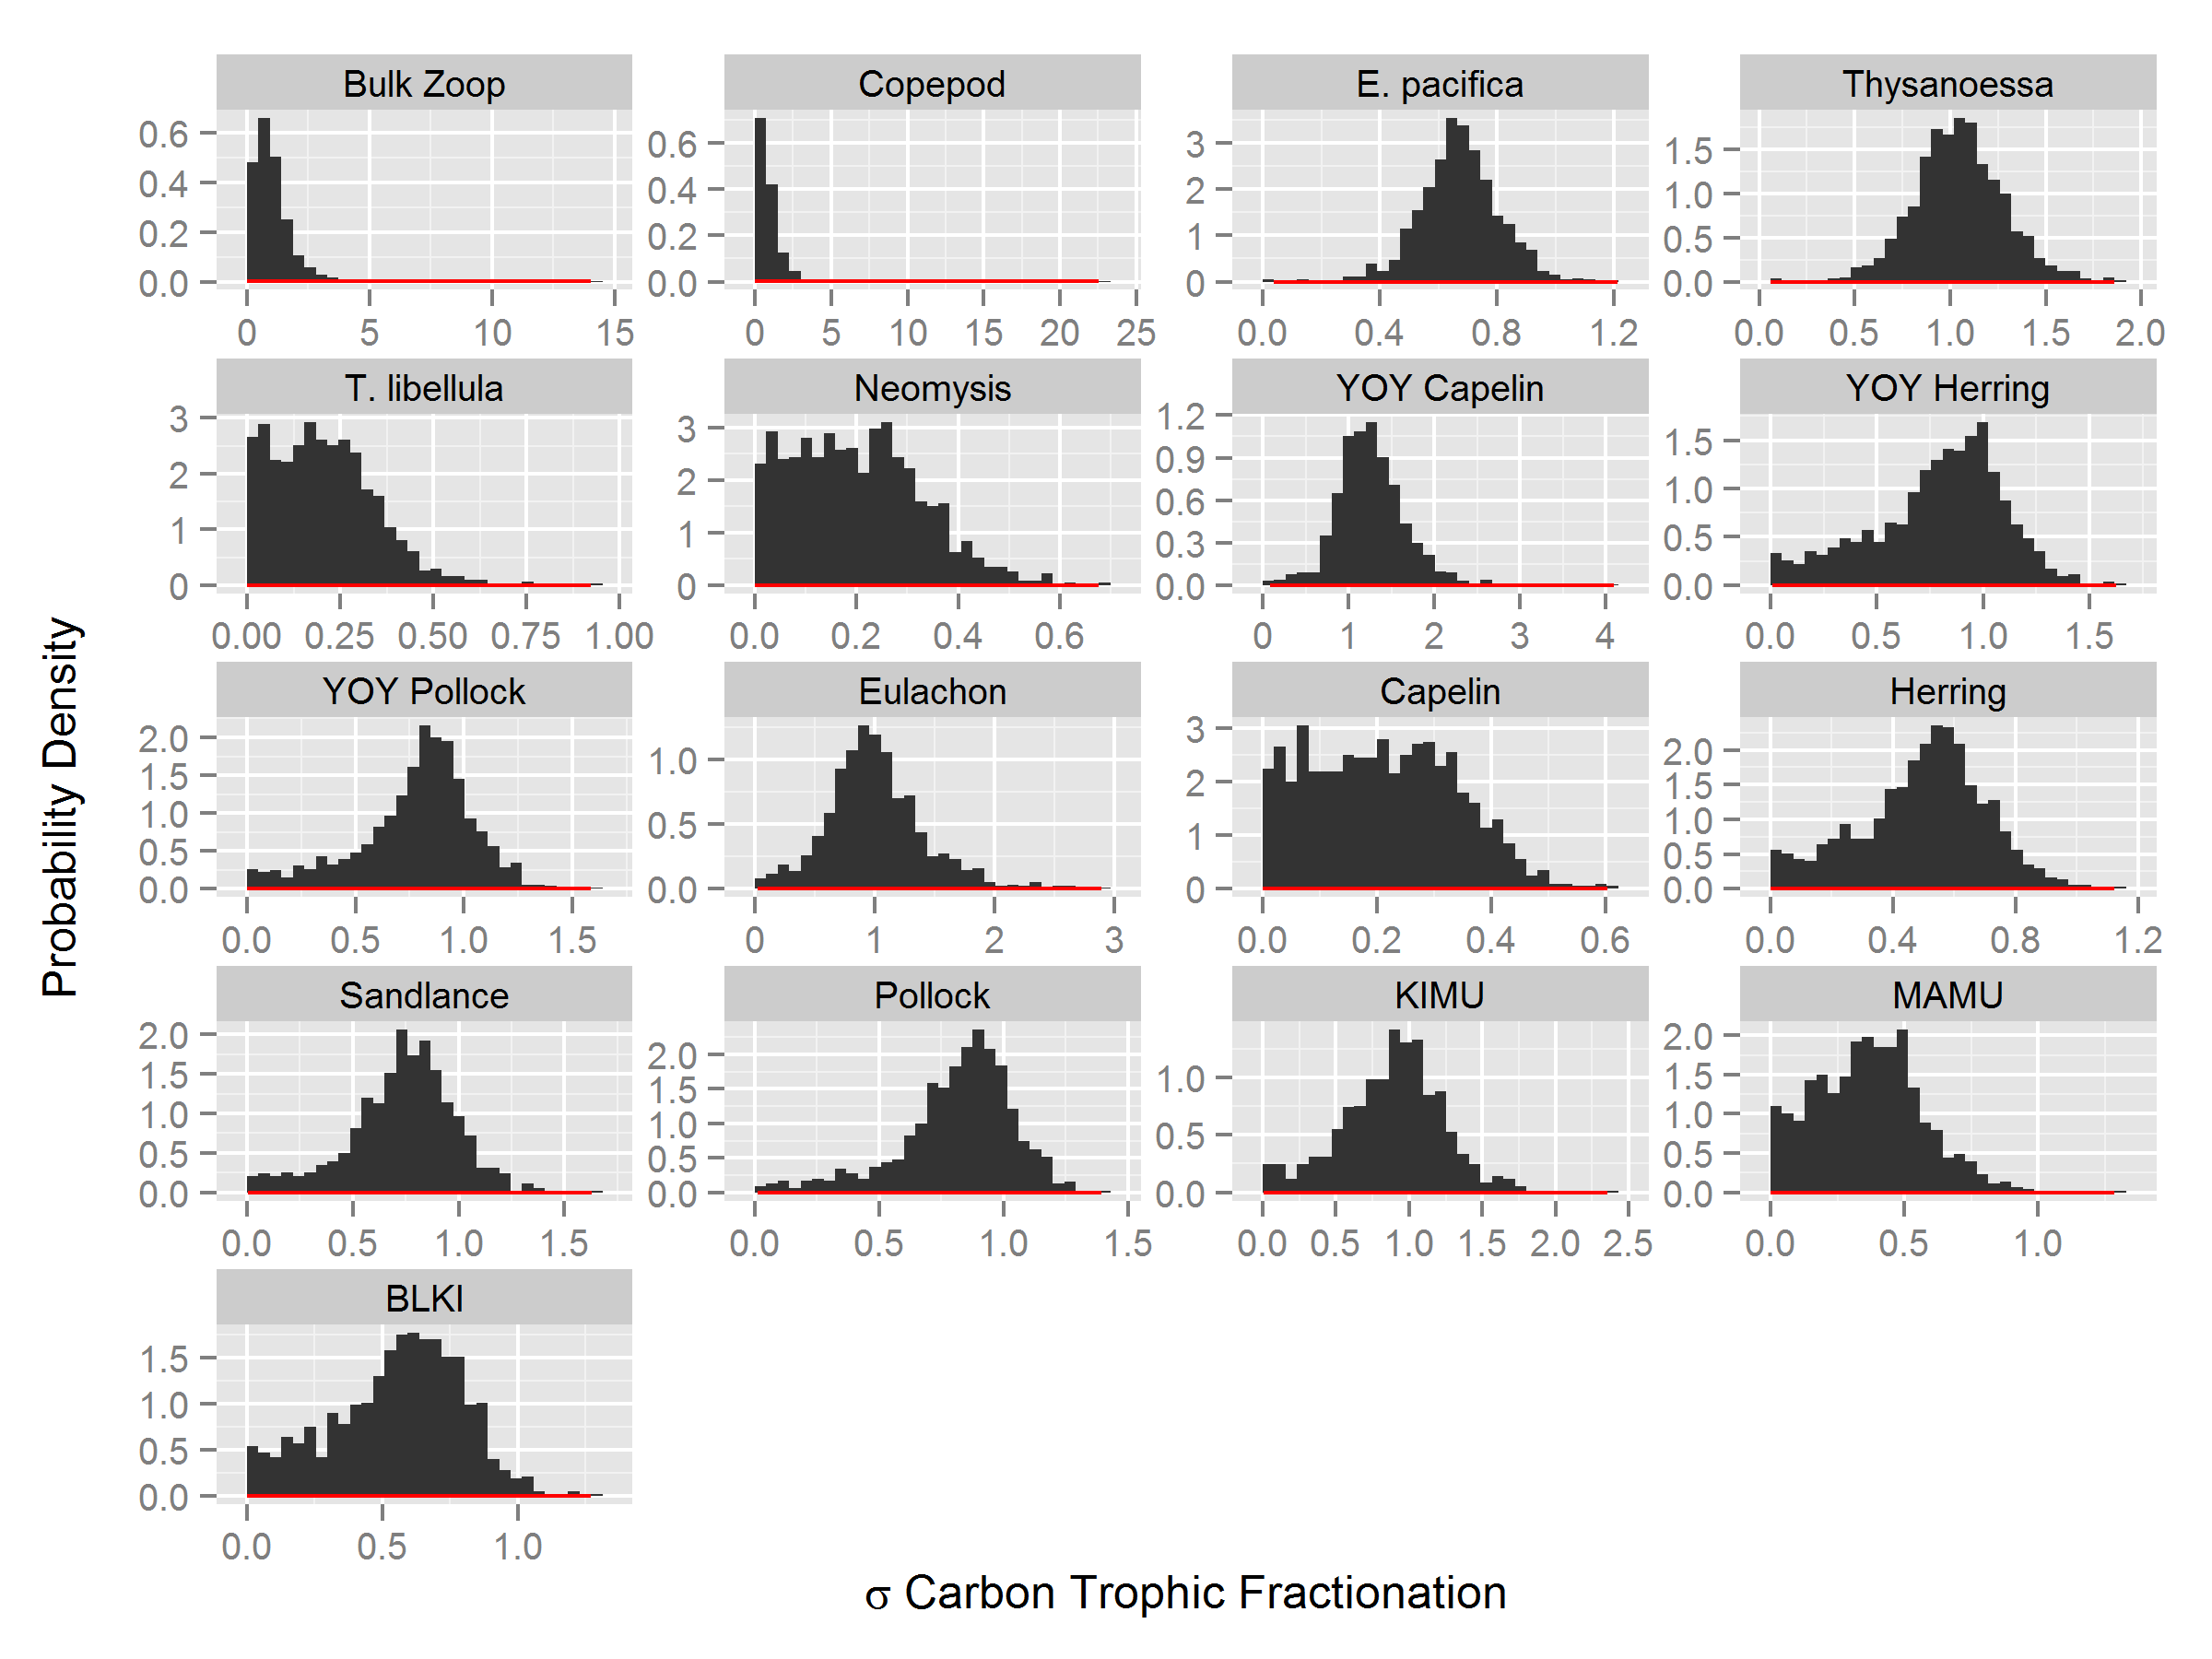 Bulk Zoop Copepod E. pacifica Thysanoessa
0.6 0.4 0.2 0.0
0.6 0.4 0.2 0.0
3 2 1 0
1.5 1.0 0.5 0.0
0 5 10 15
0 5 10 15 20 25
0.0 0.4 0.8 1.2
0.0 0.5 1.0 1.5 2.0
T. libellula Neomysis YOY Capelin YOY Herring
3 2 1 0
3 2 1 0
1.2 0.9 0.6 0.3 0.0
1.5 1.0 0.5 0.0
0.00 0.25 0.50 0.75 1.00
0.0 0.2 0.4 0.6
0 1 2 3 4
0.0 0.5 1.0 1.5
YOY Pollock Eulachon Capelin Herring
2.0 1.5 1.0 0.5 0.0
1.0 0.5 0.0
3 2 1 0
2.0 1.5 1.0 0.5 0.0
0.0 0.5 1.0 1.5
0 1 2 3
0.0 0.2 0.4 0.6
0.0 0.4 0.8 1.2
Sandlance Pollock KIMU MAMU
2.0 1.5 1.0 0.5 0.0
2.0 1.5 1.0 0.5 0.0
1.0 0.5 0.0
2.0 1.5 1.0 0.5 0.0
0.0 0.5 1.0 1.5
0.0 0.5 1.0 1.5
0.0 0.5 1.0 1.5 2.0 2.5
0.0 0.5 1.0
BLKI
1.5 1.0 0.5 0.0
0.0 0.5 1.0
Probability Density
σ Carbon Trophic Fractionation